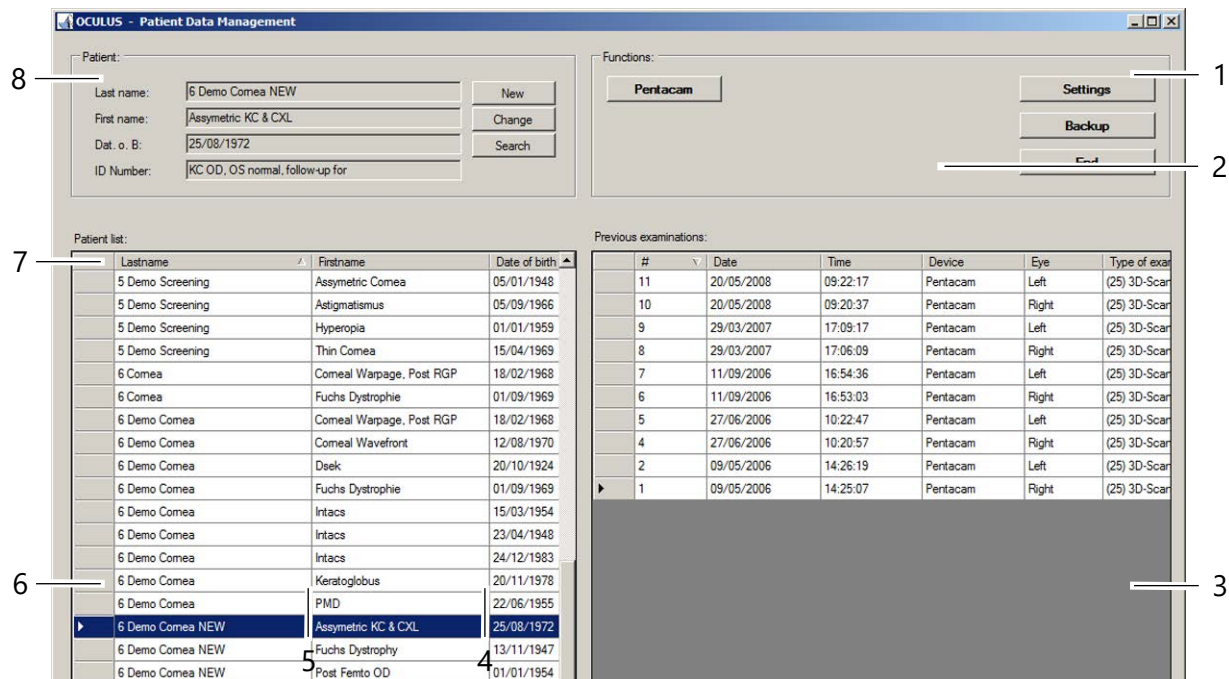 OCULUS - Patient Data Management
Patient:
8
Last name: 6 Demo Cornea NEW New
First name: Assymetric KC & CXL Change
Dat. o. B: 25/08/1972 Search
ID Number: KC OD, OS normal, follow-up for
Functions:
Pentacam
Settings
1
Backup
End
2
Patient list:
7
Lastname Firstname Date of birth
5 Demo Screening Assymetric Cornea 05/01/1948
5 Demo Screening Astigmatismus 05/09/1966
5 Demo Screening Hyperopia 01/01/1959
5 Demo Screening Thin Cornea 15/04/1969
6 Cornea Corneal Warpage, Post RGP 18/02/1968
6 Cornea Fuchs Dystrophie 01/09/1969
6 Demo Cornea Corneal Warpage, Post RGP 18/02/1968
6 Demo Cornea Corneal Wavefront 12/08/1970
6 Demo Cornea Dsek 20/10/1924
6 Demo Cornea Fuchs Dystrophie 01/09/1969
6 Demo Cornea Intacs 15/03/1954
6 Demo Cornea Intacs 23/04/1948
6 Demo Cornea Intacs 24/12/1983
6 Demo Cornea Keratoglobus 20/11/1978
6
6 Demo Cornea PMD 22/06/1955
6 Demo Cornea NEW Assymetric KC & CXL 25/08/1972
6 Demo Cornea NEW Fuchs Dystrophy 13/11/1947
5
4
6 Demo Cornea NEW Post Femto OD 01/01/1954
Previous examinations:
# Date Time Device Eye Type of exam
11 20/05/2008 09:22:17 Pentacam Left (25) 3D-Scan
10 20/05/2008 09:20:37 Pentacam Right (25) 3D-Scan
9 29/03/2007 17:09:17 Pentacam Left (25) 3D-Scan
8 29/03/2007 17:06:09 Pentacam Right (25) 3D-Scan
7 11/09/2006 16:54:36 Pentacam Left (25) 3D-Scan
6 11/09/2006 16:53:03 Pentacam Right (25) 3D-Scan
5 27/06/2006 10:22:47 Pentacam Left (25) 3D-Scan
4 27/06/2006 10:20:57 Pentacam Right (25) 3D-Scan
2 09/05/2006 14:26:19 Pentacam Left (25) 3D-Scan
1 09/05/2006 14:25:07 Pentacam Right (25) 3D-Scan
3